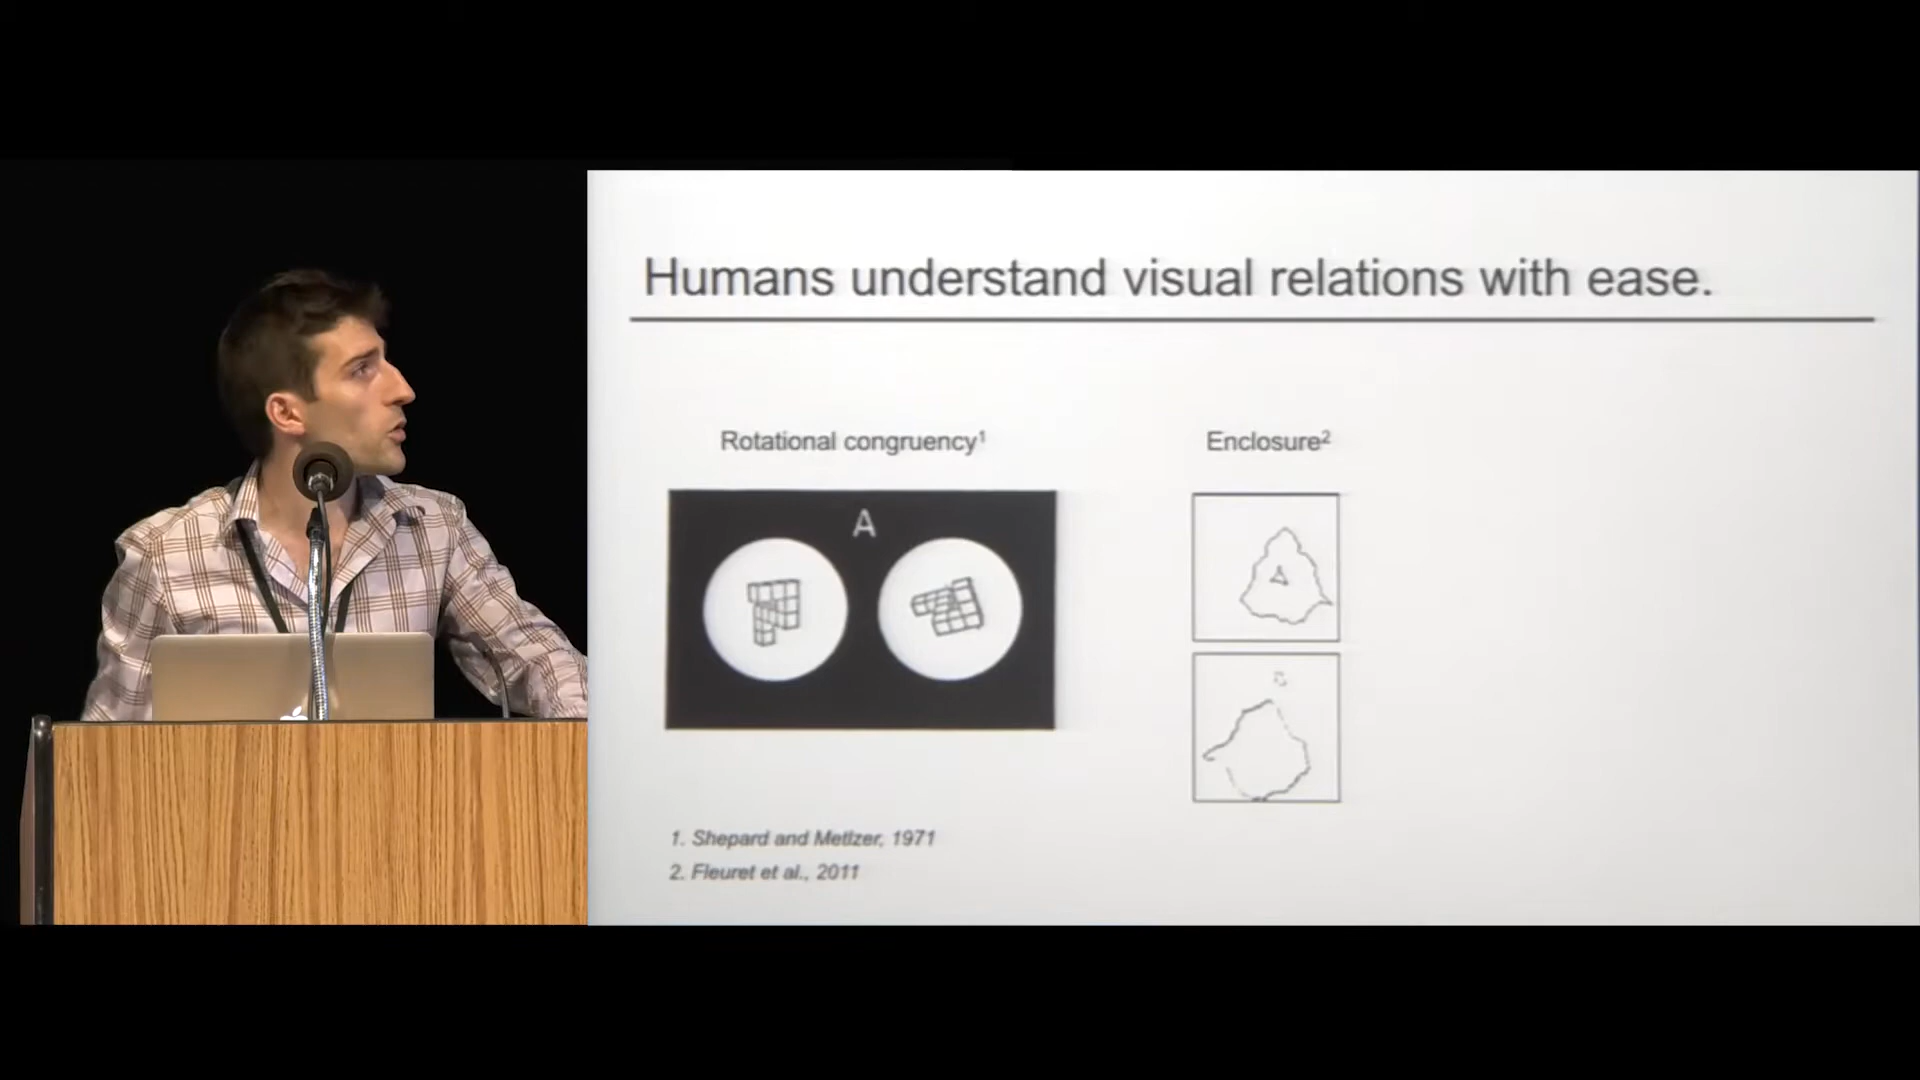 Humans understand visual relations with ease.
Rotational congruency¹
Enclosure²
A
1. Shepard and Metlzer, 1971
2. Fleuret et al., 2011